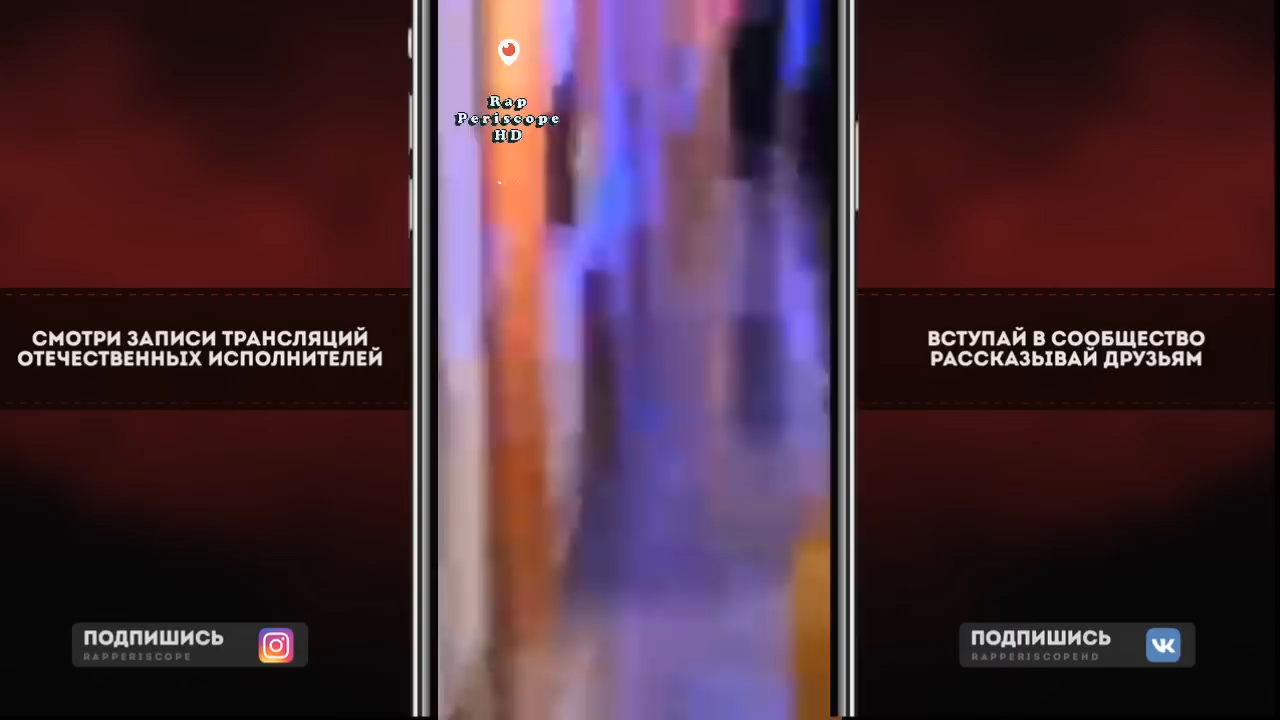 Rap
Periscope
HD
СМОТРИ ЗАПИСИ ТРАНСЛЯЦИЙ
ОТЕЧЕСТВЕННЫХ ИСПОЛНИТЕЛЕЙ
ВСТУПАЙ В СООБЩЕСТВО
РАССКАЗЫВАЙ ДРУЗЬЯМ
ПОДПИШИСЬ
RAPPERISCOPE
ПОДПИШИСЬ
RAPPERISCOPEHD